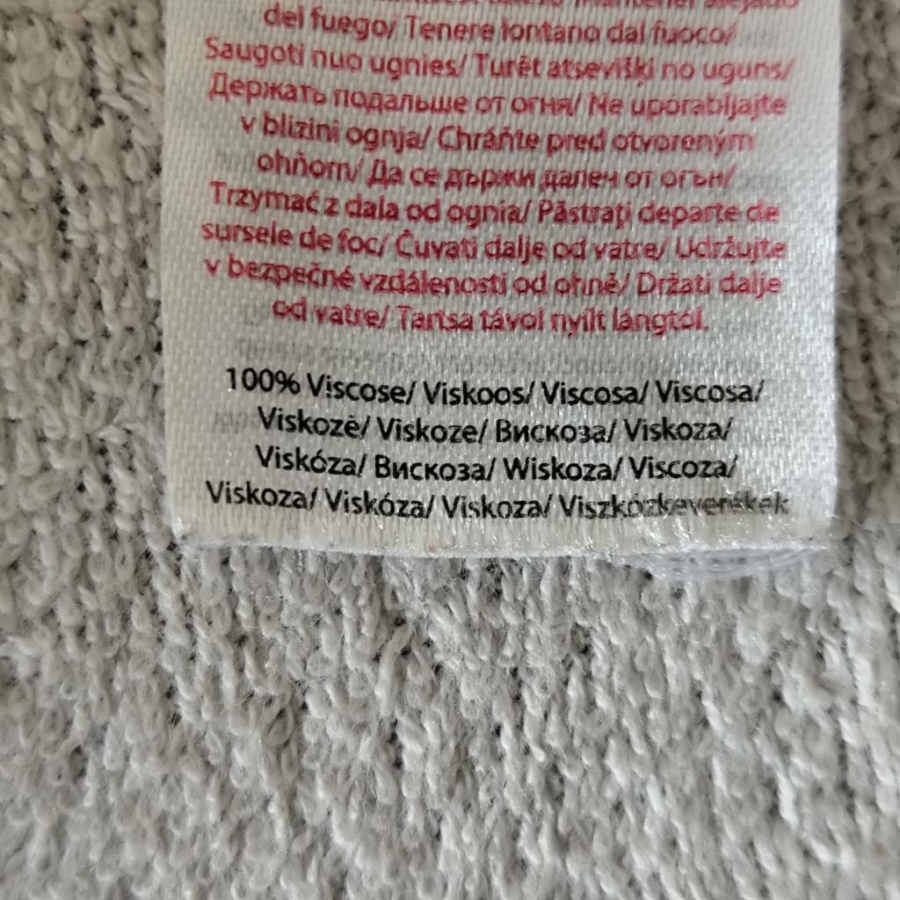 del fuego/ Tenere lontano dal fuoco/
Saugoti nuo ugnies/ Turēt atsevišķi no uguns/
Держать подальше от огня/ Ne uporabljajte
v blizini ognja/ Chráňte pred otvoreným
ohňom/ Да се държи далеч от огън/
Trzymać z dala od ognia/ Păstraţi departe de
sursele de foc/ Čuvati dalje od vatre/ Udržujte
v bezpečné vzdálenosti od ohně/ Držati dalje
od vatre/ Tartsa távol nyílt lángtól.
100% Viscose/ Viskoos/ Viscosa/ Viscosa/
Viskozė/ Viskoze/ Вискоза/ Viskoza/
Viskóza/ Вискоза/ Wiskoza/ Viscoza/
Viskoza/ Viskóza/ Viskoza/ Viszkózkeverékek